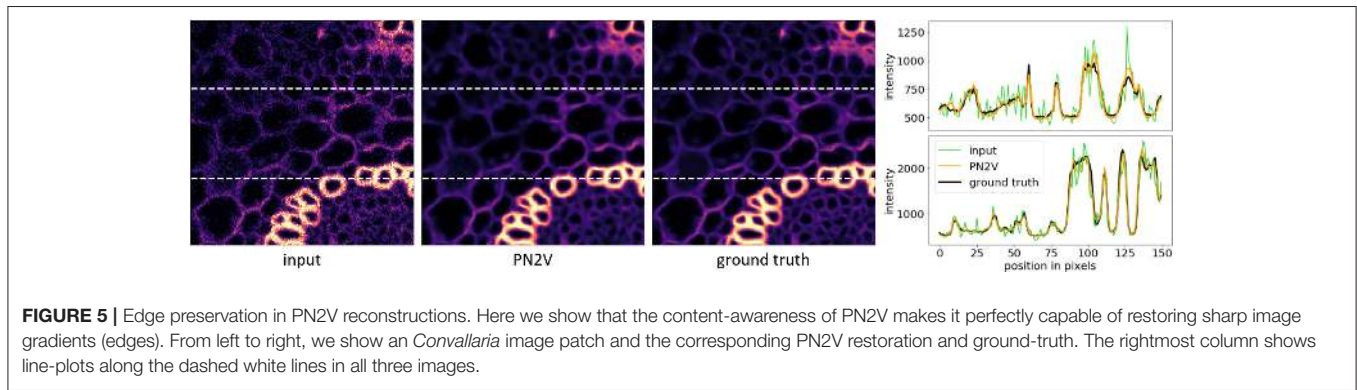 1250
1000
750
500
intensity
input
PN2V
ground truth
2000
1000
intensity
0 25 50 75 100 125 150
position in pixels
input PN2V ground truth
FIGURE 5 | Edge preservation in PN2V reconstructions. Here we show that the content-awareness of PN2V makes it perfectly capable of restoring sharp image
gradients (edges). From left to right, we show an Convallaria image patch and the corresponding PN2V restoration and ground-truth. The rightmost column shows
line-plots along the dashed white lines in all three images.